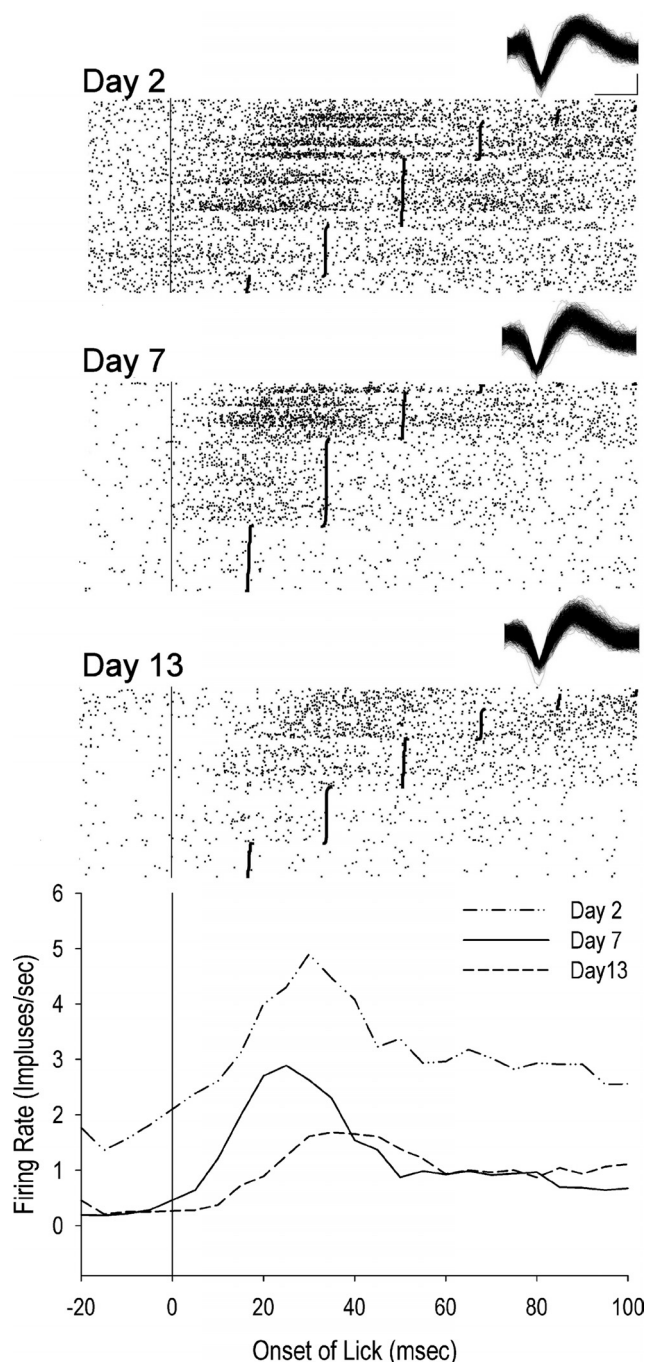 Day 2
Day 7
Day 13
6
5
4
3
2
1
0
Firing Rate (Impluses/sec)
Day 2
Day 7
Day13
-20 0 20 40 60 80 100
Onset of Lick (msec)